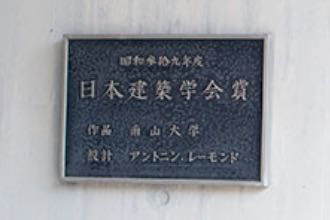 昭和参拾九年度
日本建築学会賞
作品 南山大学
設計 アントニン.レーモンド